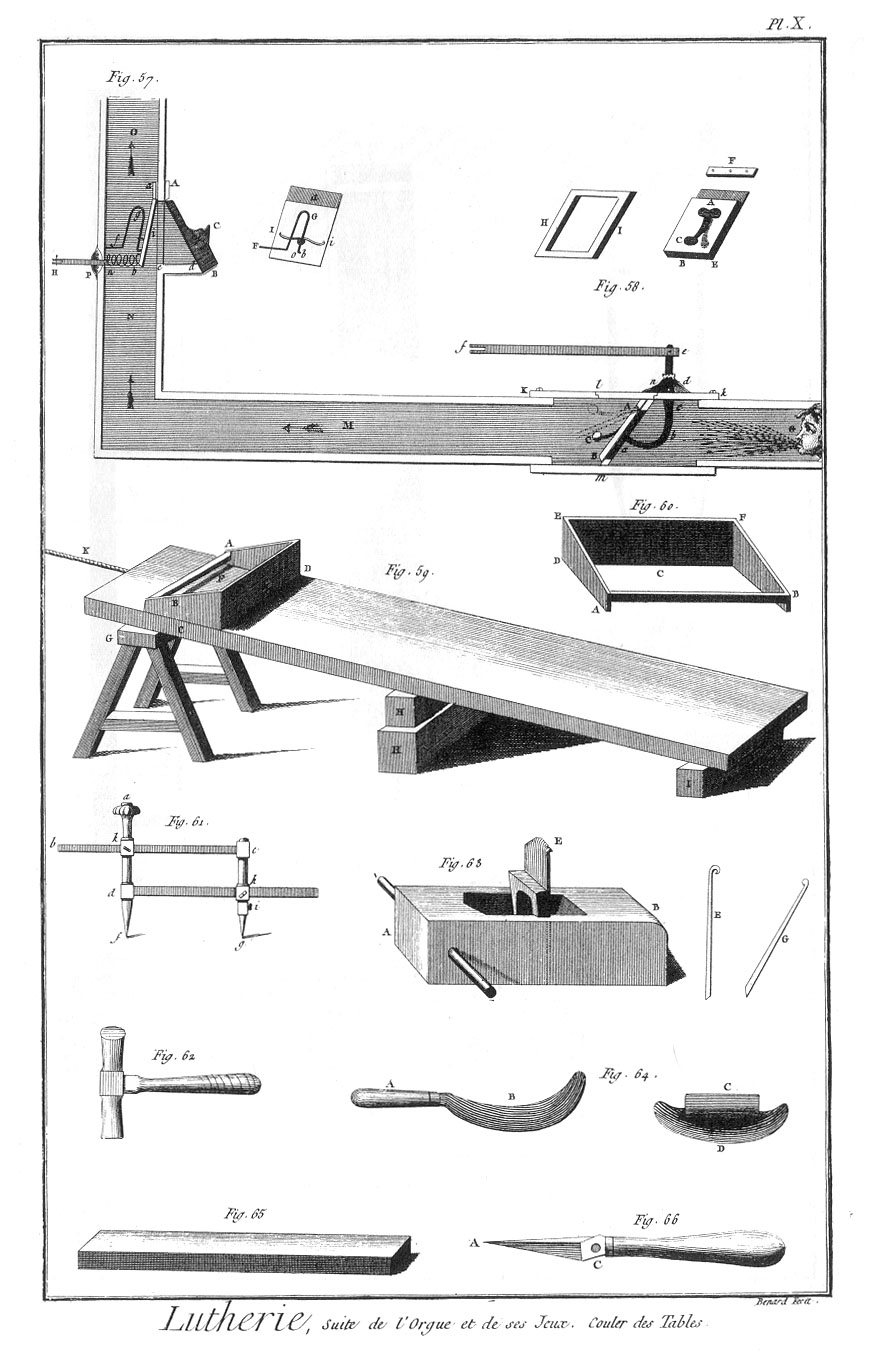 Pl. X.
Fig. 57.
O
a A
d
I
f
C
H P n b c d B
N
M
d
I G
F i
o b
F
H I
A
C
B E
Fig. 58.
f e
K l n d k
A c
C b G
B a
m
Fig. 60.
E F
D C
A B
Fig. 59.
K A
D
P
E
C
G
H
H
I
Fig. 61.
a
b k c
d k
i
f g
Fig. 63
E
A B
E G
Fig. 62
Fig. 64.
A B
C
D
Fig. 65
Fig. 66
A
C
Benard Fecit.
Lutherie, Suite de l'Orgue et de ses Jeux. Couler des Tables.